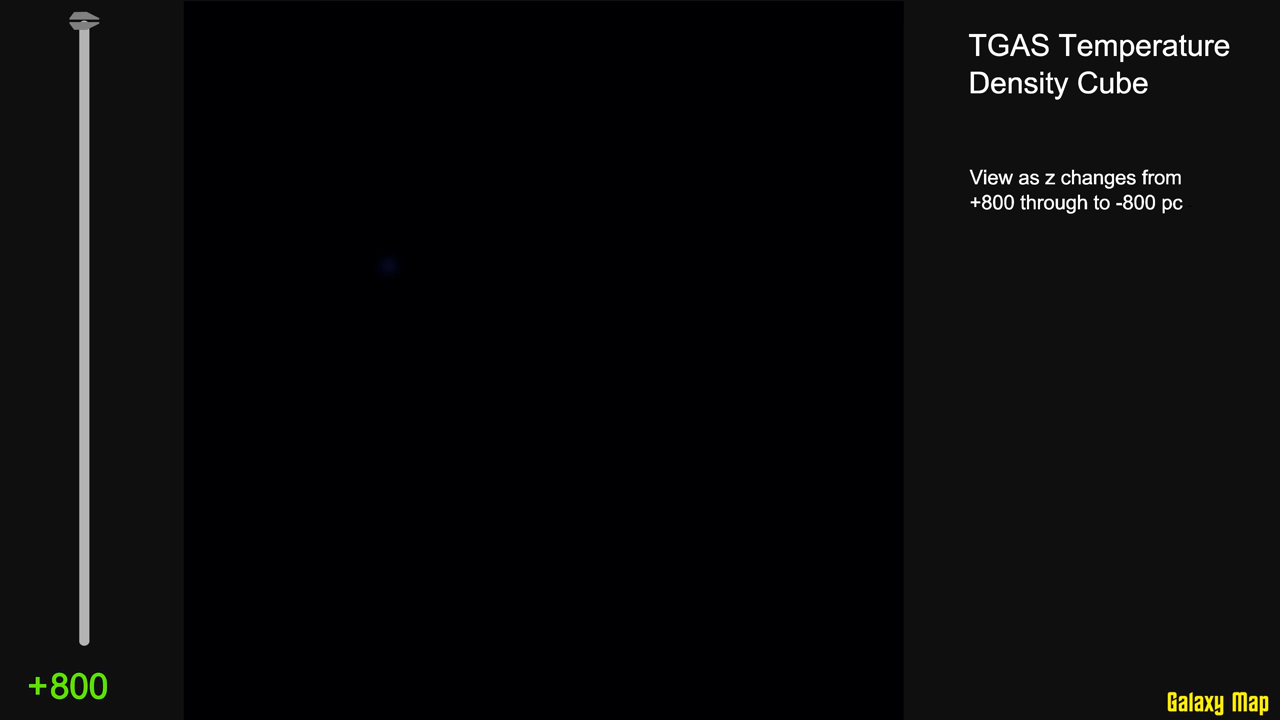 TGAS Temperature
Density Cube
View as z changes from
+800 through to -800 pc
+800
Galaxy Map